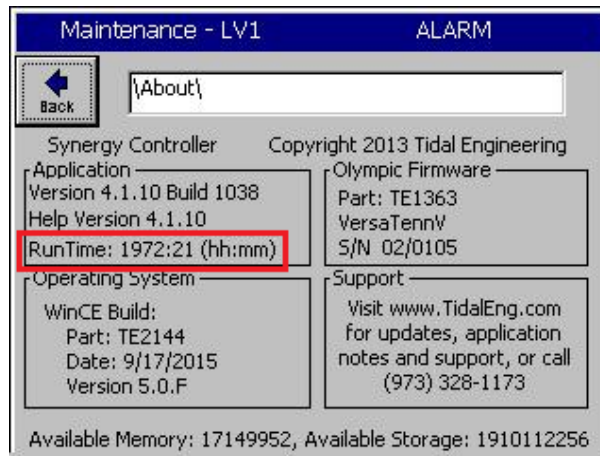 Maintenance - LV1 ALARM
Back
\About\
Synergy Controller Copyright 2013 Tidal Engineering
Application
Version 4.1.10 Build 1038
Help Version 4.1.10
RunTime: 1972:21 (hh:mm)
Olympic Firmware
Part: TE1363
VersaTennV
S/N 02/0105
Operating System
WinCE Build:
Part: TE2144
Date: 9/17/2015
Version 5.0.F
Support
Visit www.TidalEng.com
for updates, application
notes and support, or call
(973) 328-1173
Available Memory: 17149952, Available Storage: 1910112256